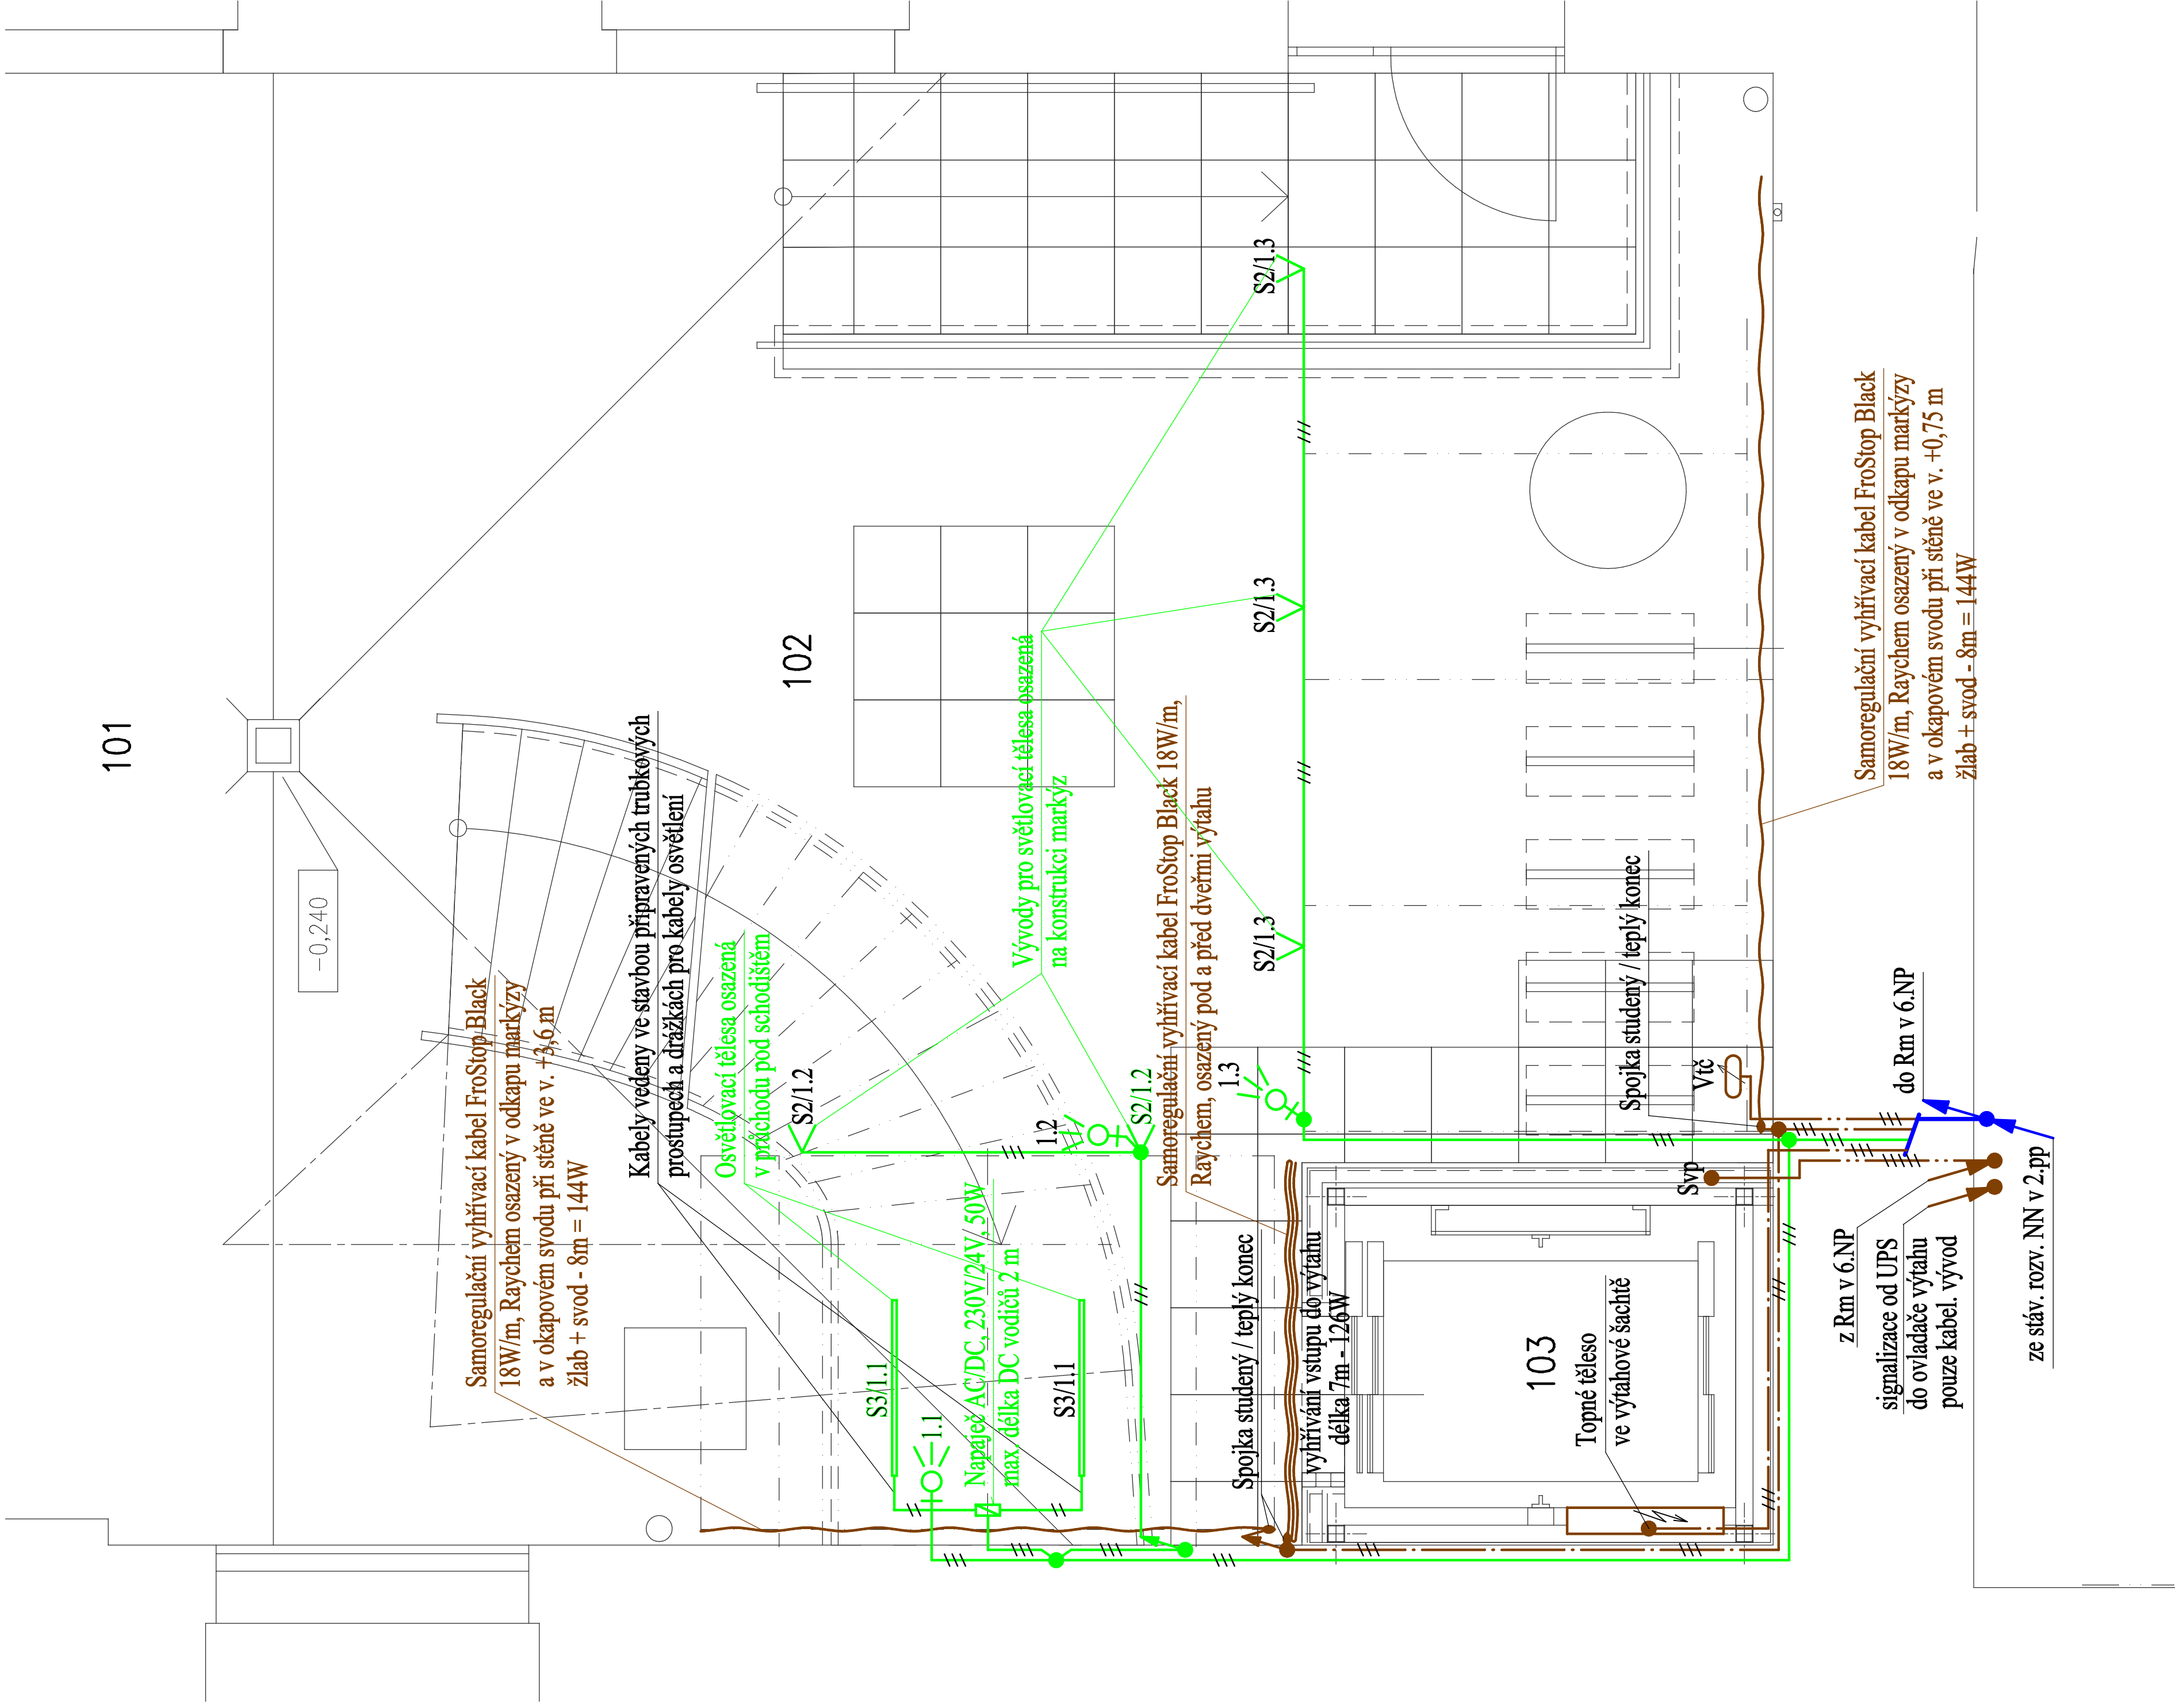 101
-0,240
Samoregulační vyhřívací kabel FroStop Black
18W/m, Raychem osazený v odkapu markýzy
a v okapovém svodu při stěně ve v. +3,6 m
žlab + svod - 8m = 144W
Kabely vedeny ve stavbou připravených trubkových
prostupech a drážkách pro kabely osvětlení
Osvětlovací tělesa osazená
v průchodu pod schodištěm
102
S2/1.2
S3/1.1
1.1
Napaječ AC/DC, 230V/24V, 50W
max. délka DC vodičů 2 m
Vývody pro světlovací tělesa osazená
na konstrukci markýz
1.2
S3/1.1
S2/1.2
Samoregulační vyhřívací kabel FroStop Black 18W/m,
Raychem, osazený pod a před dveřmi výtahu
1.3
S2/1.3
S2/1.3
S2/1.3
Spojka studený / teplý konec
vyhřívání vstupu do výtahu
délka 7m - 126W
103
Topné těleso
ve výtahové šachtě
Spojka studený / teplý konec
Svp
Vtč
Samoregulační vyhřívací kabel FroStop Black
18W/m, Raychem osazený v odkapu markýzy
a v okapovém svodu při stěně ve v. +0,75 m
žlab + svod - 8m = 144W
do Rm v 6.NP
z Rm v 6.NP
signalizace od UPS
do ovladače výtahu
pouze kabel. vývod
ze stáv. rozv. NN v 2.pp